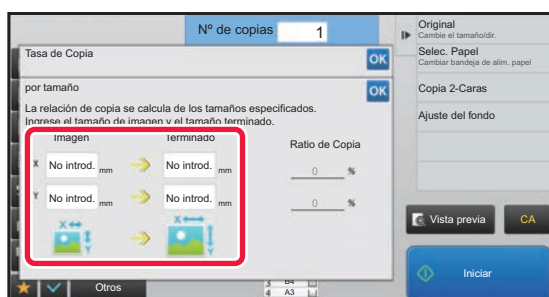 Nº de copias 1
Tasa de Copia
OK
por tamaño
OK
La relación de copia se calcula de los tamaños especificados.
Ingrese el tamaño de imagen y el tamaño terminado.
Imagen
Terminado
Ratio de Copia
X No introd. mm
No introd. mm
0 %
Y No introd. mm
No introd. mm
0 %
X
Y
X
Y
Otros
3 B4
4 A3
Original
Cambie el tamaño/dir.
Selec. Papel
Cambiar bandeja de alim. papel
Copia 2-Caras
Ajuste del fondo
Vista previa
CA
Iniciar